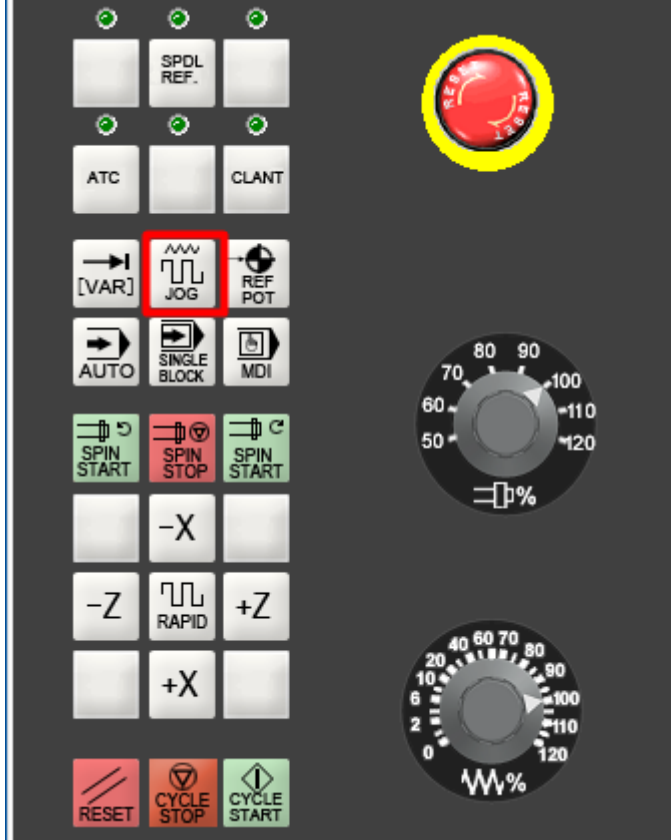 SPDL
REF.
RESET
RESET
ATC
CLANT
[VAR]
JOG
REF
POT
AUTO
SINGLE
BLOCK
MDI
50
60
70
80
90
100
110
120
%
SPIN
START
SPIN
STOP
SPIN
START
-X
-Z
RAPID
+Z
+X
0
2
6
10
20
40
60
70
80
90
100
110
120
%
RESET
CYCLE
STOP
CYCLE
START